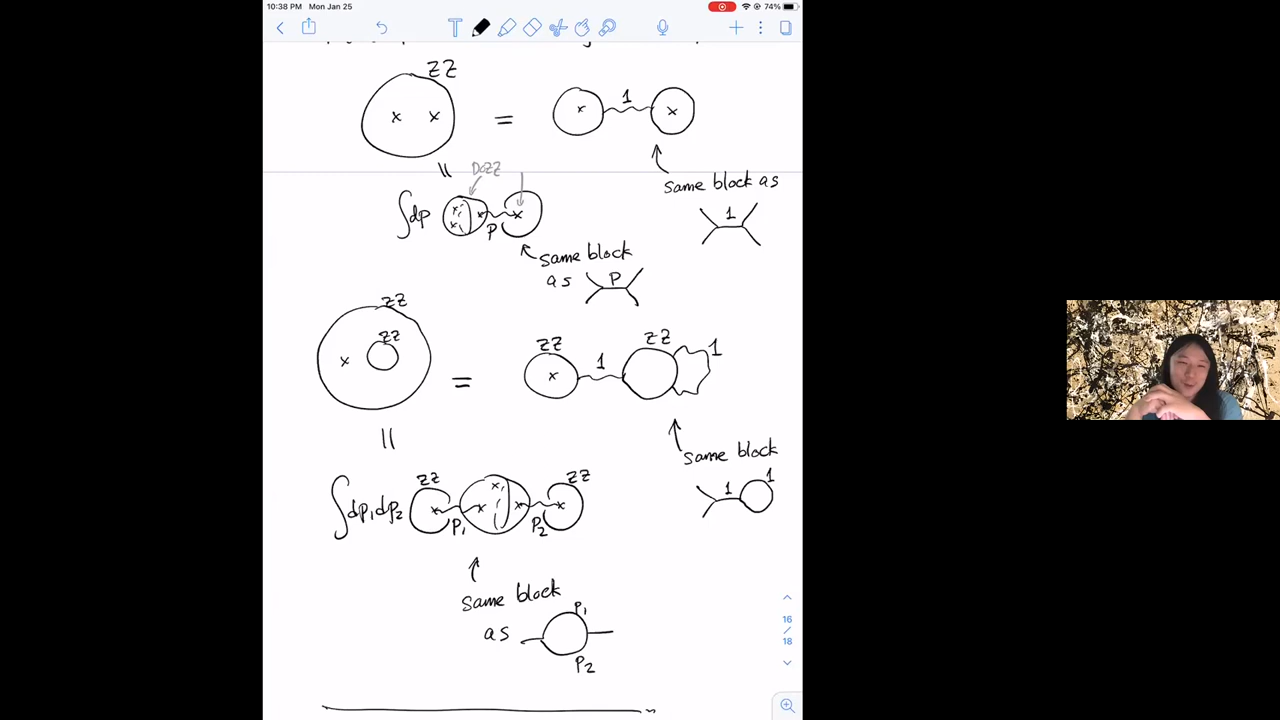 10:38 PM Mon Jan 25
74%
ZZ
x x
=
x 1 x
DOZZ
same block as
1
∫dp
P
same block
as P
ZZ
ZZ
x
=
ZZ 1 ZZ 1
x
same block
1 1
∫dp₁dp₂
ZZ ZZ
P₁ P₂
same block
as
P₁
P₂
16
/
18